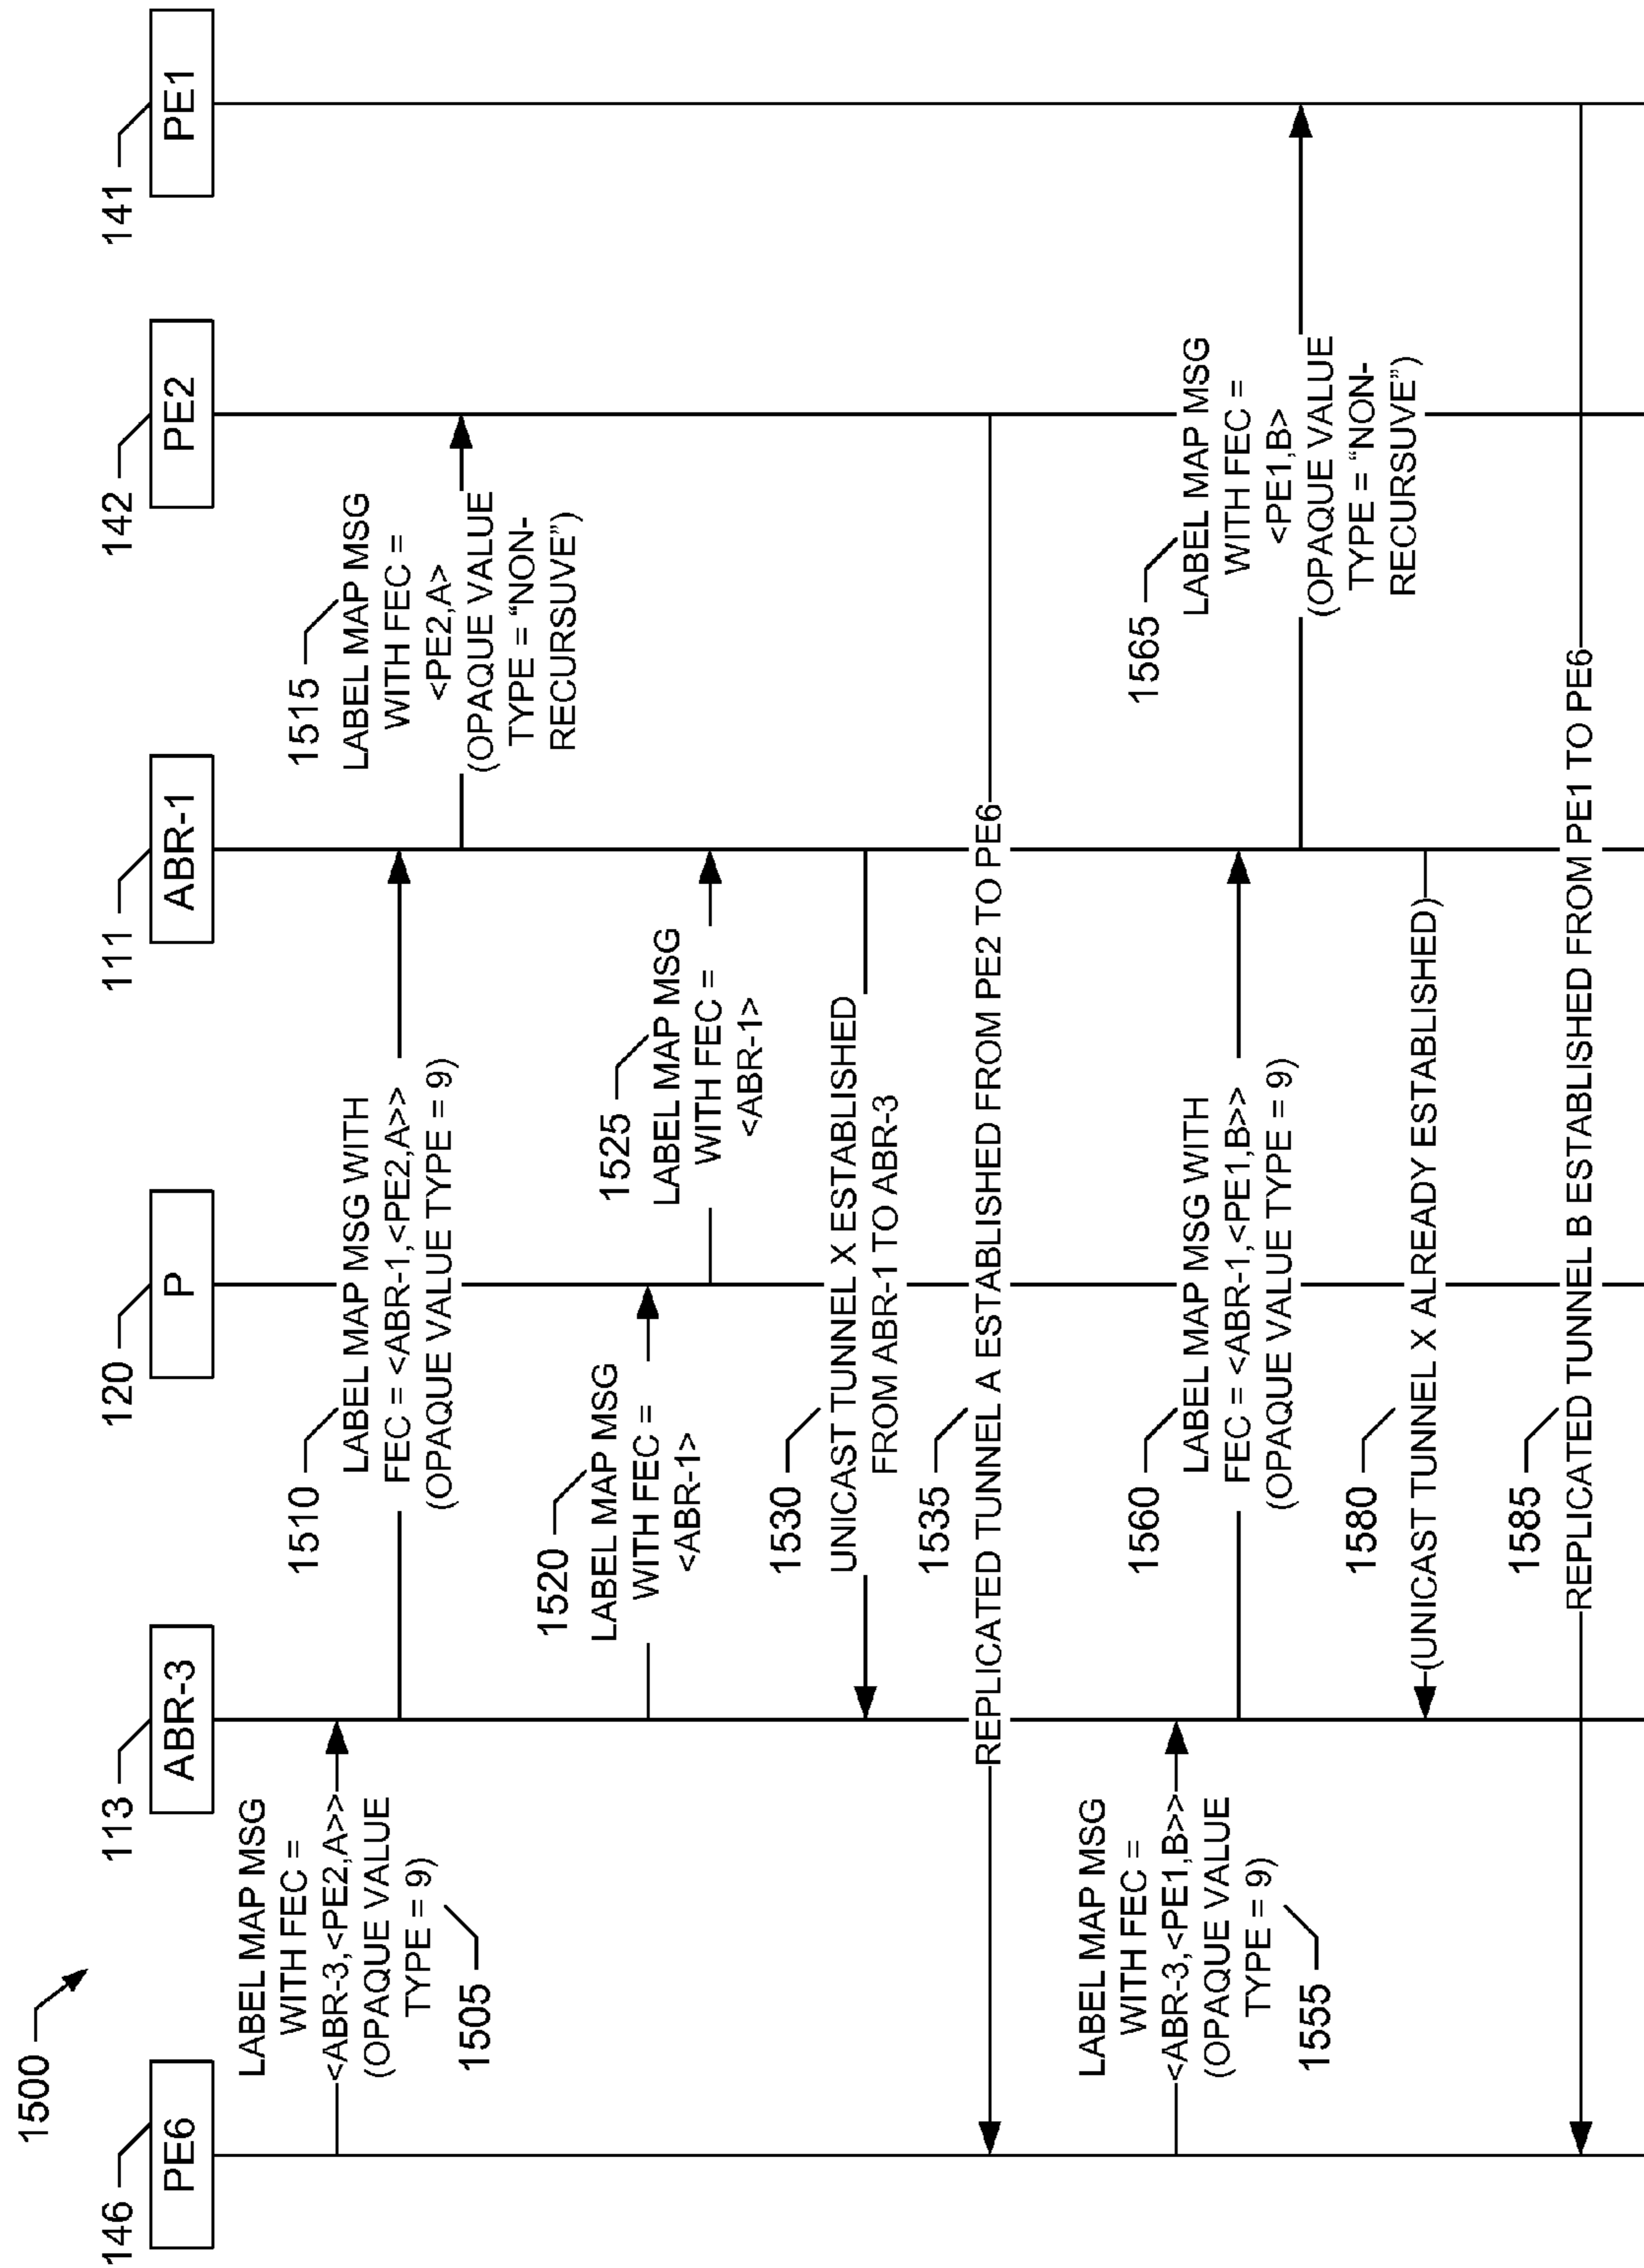 1500
146
PE6
113
ABR-3
120
P
111
ABR-1
142
PE2
141
PE1
LABEL MAP MSG
WITH FEC =
<ABR-3,<PE2,A>>
(OPAQUE VALUE
TYPE = 9)
1505
1510
LABEL MAP MSG WITH
FEC = <ABR-1,<PE2,A>>
(OPAQUE VALUE TYPE = 9)
1515
LABEL MAP MSG
WITH FEC =
<PE2,A>
(OPAQUE VALUE
TYPE = “NON-
RECURSUVE”)
1520
LABEL MAP MSG
WITH FEC =
<ABR-1>
1525
LABEL MAP MSG
WITH FEC =
<ABR-1>
1530
UNICAST TUNNEL X ESTABLISHED
FROM ABR-1 TO ABR-3
1535
REPLICATED TUNNEL A ESTABLISHED FROM PE2 TO PE6
LABEL MAP MSG
WITH FEC =
<ABR-3,<PE1,B>>
(OPAQUE VALUE
TYPE = 9)
1555
1560
LABEL MAP MSG WITH
FEC = <ABR-1,<PE1,B>>
(OPAQUE VALUE TYPE = 9)
1565
LABEL MAP MSG
WITH FEC =
<PE1,B>
(OPAQUE VALUE
TYPE = “NON-
RECURSUVE”)
1580
(UNICAST TUNNEL X ALREADY ESTABLISHED)
1585
REPLICATED TUNNEL B ESTABLISHED FROM PE1 TO PE6